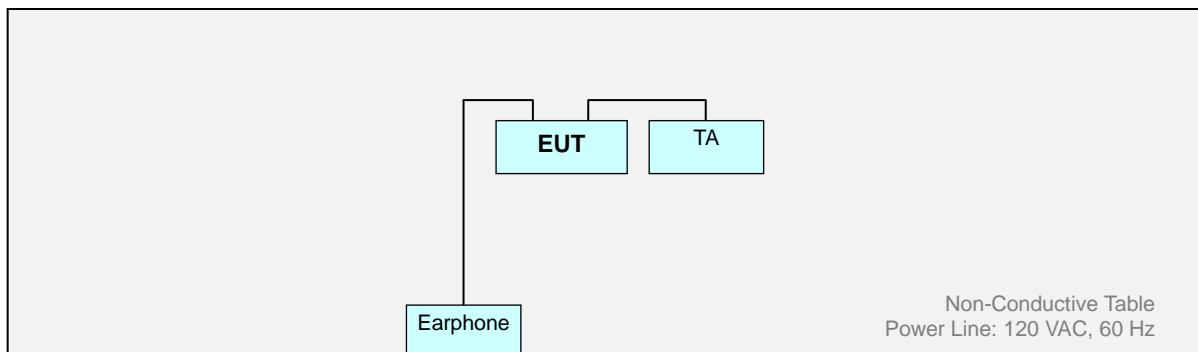 EUT
TA
Earphone
Non-Conductive Table
Power Line: 120 VAC, 60 Hz